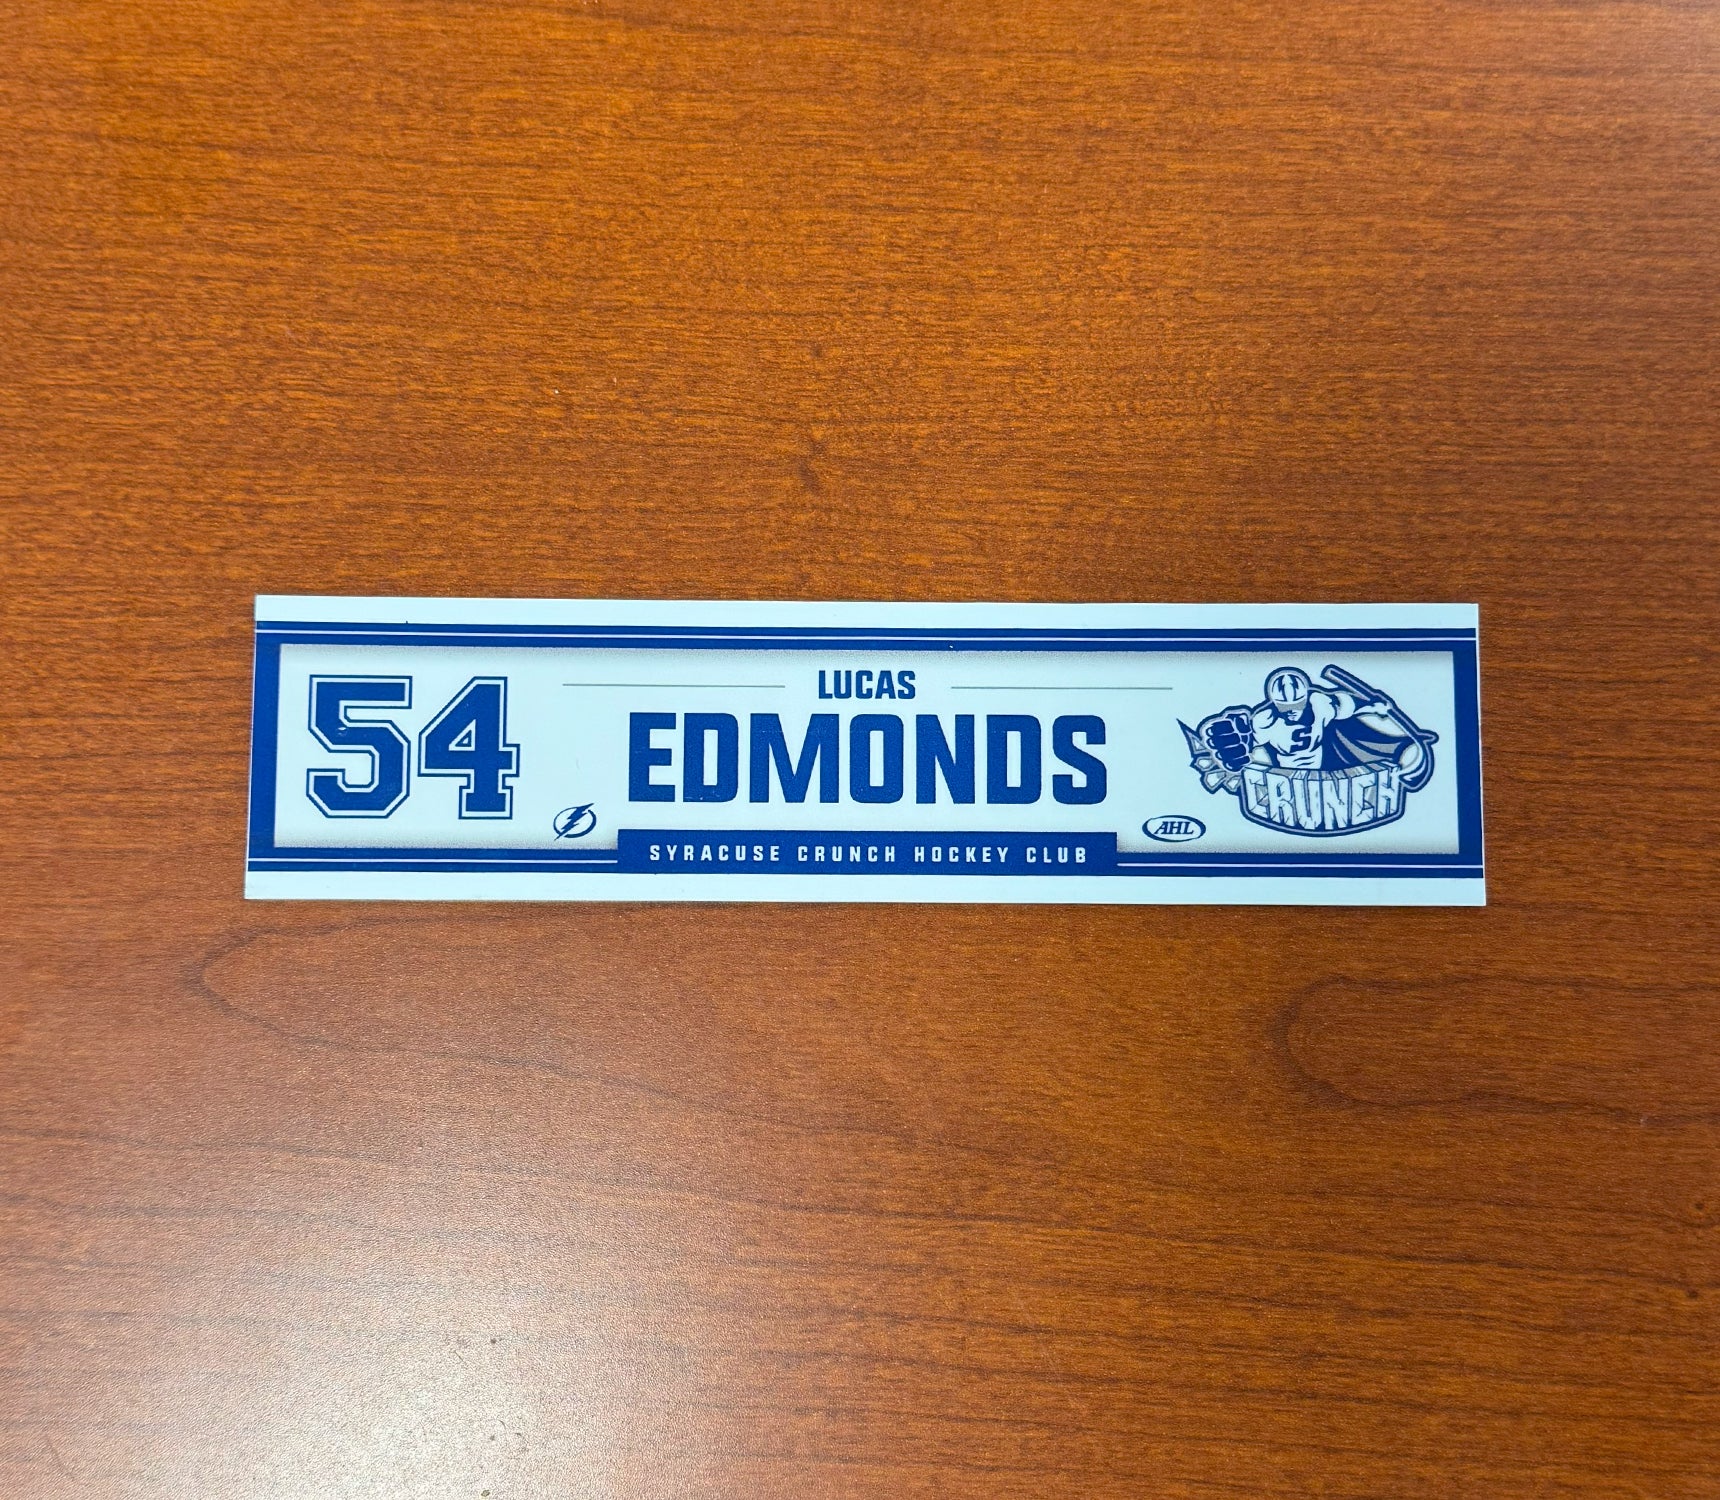 54
LUCAS
EDMONDS
SYRACUSE CRUNCH HOCKEY CLUB
AHL
S
CRUNCH